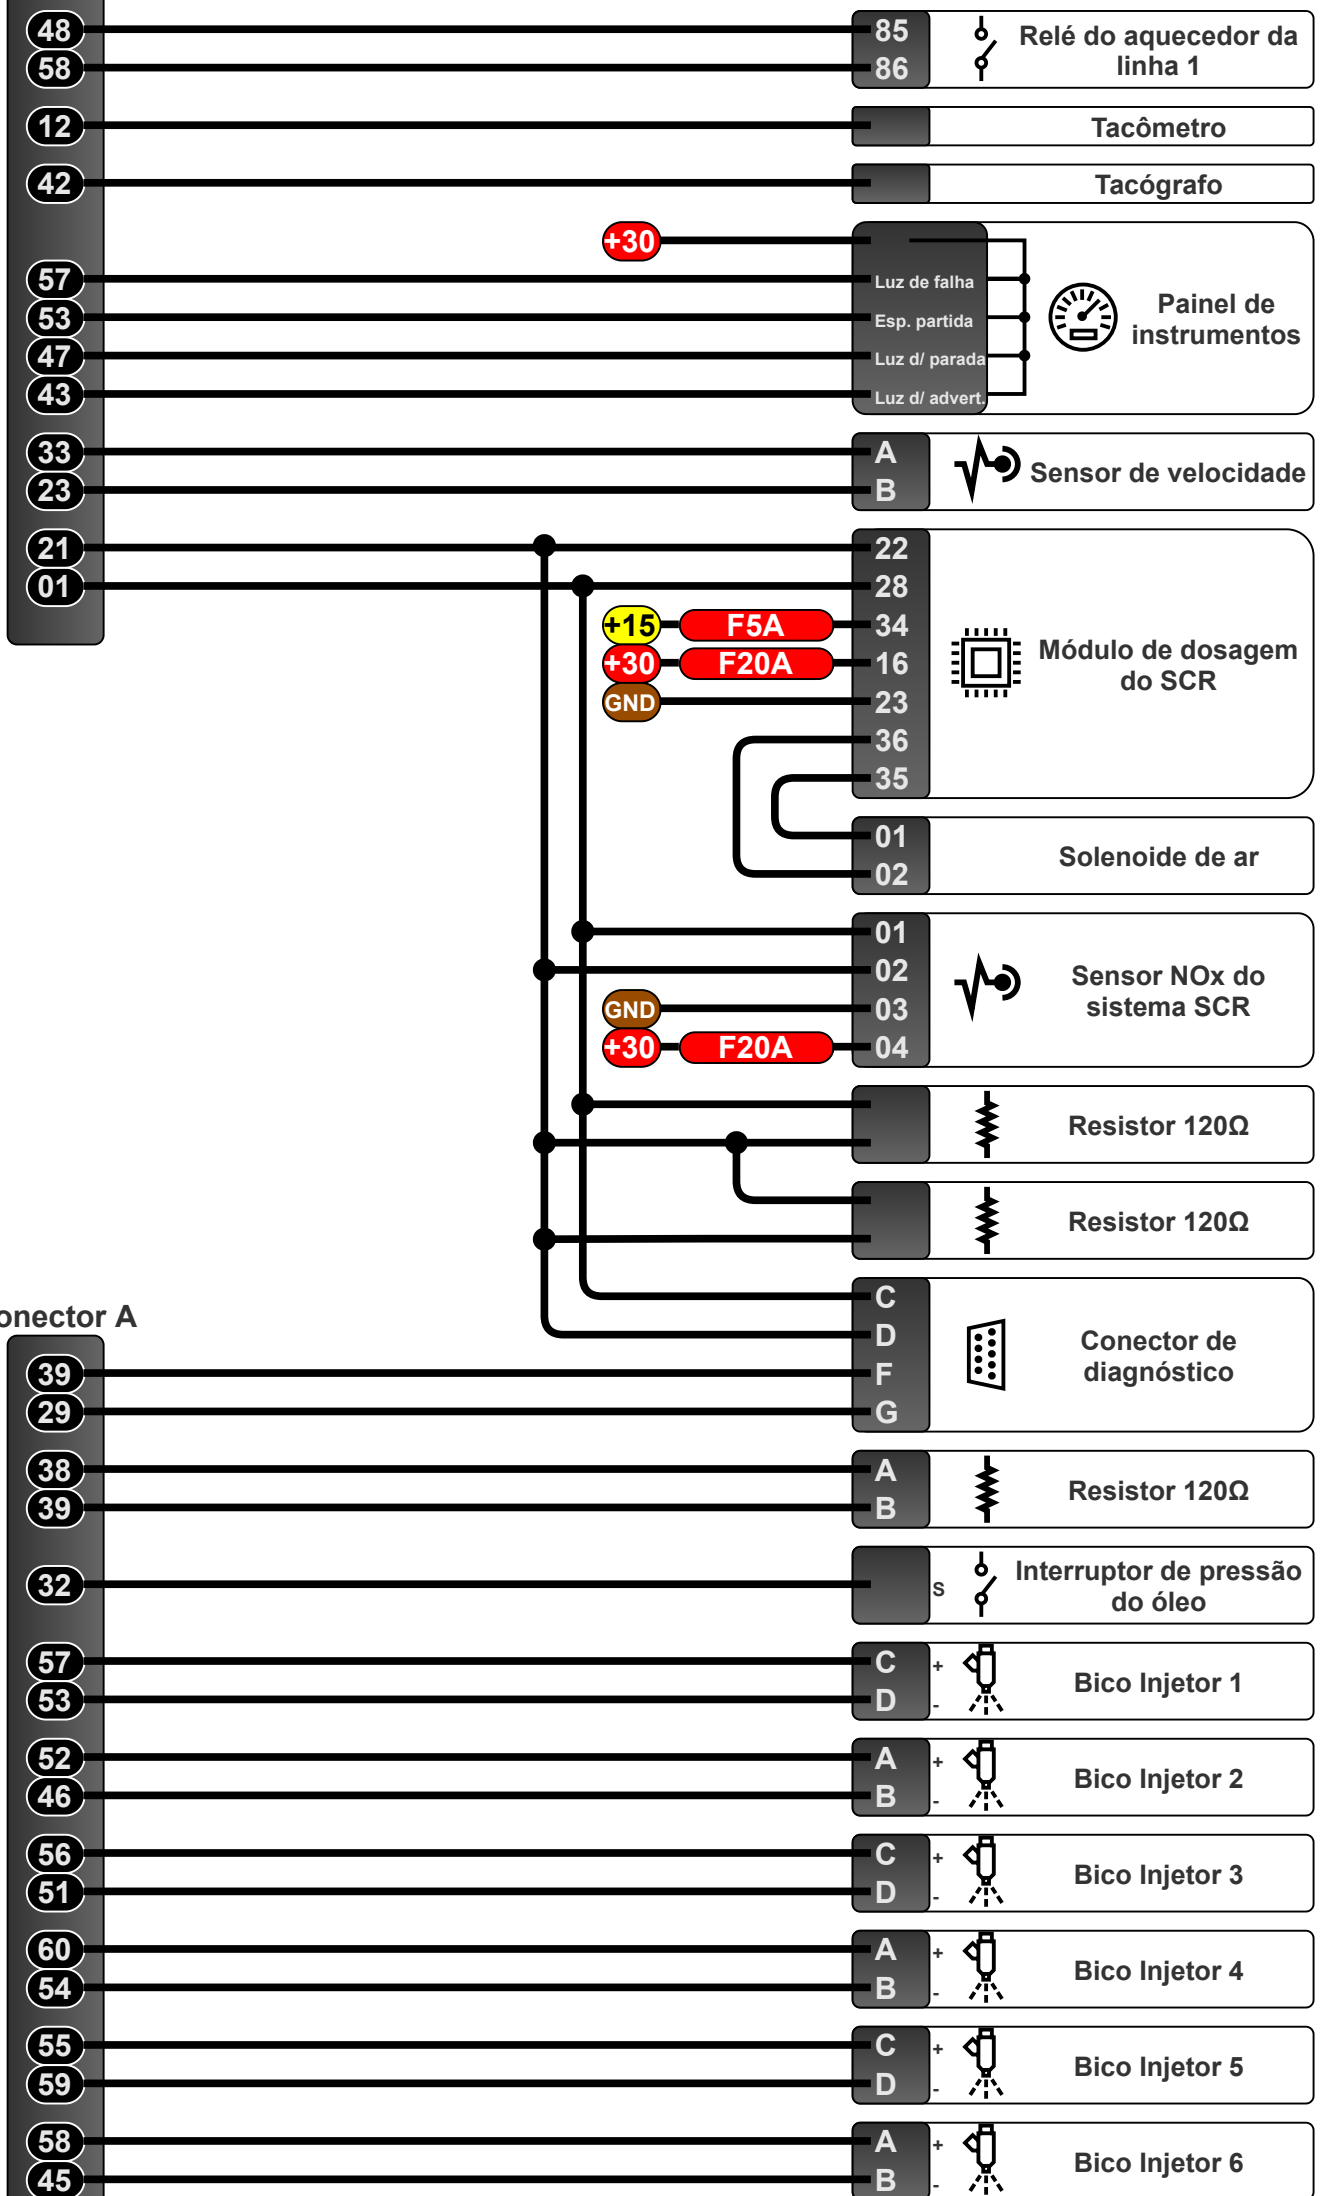 48 85 Relé do aquecedor da
58 86 linha 1
12 Tacômetro
42 Tacógrafo
+30
57 Luz de falha
53 Esp. partida
47 Luz d/ parada
43 Luz d/ advert.
Painel de
instrumentos
33 A
23 B
Sensor de velocidade
21 22
01 28
+15 F5A 34
+30 F20A 16
GND 23
36
35
Módulo de dosagem
do SCR
01
02
Solenoide de ar
01
02
GND 03
+30 F20A 04
Sensor NOx do
sistema SCR
Resistor 120Ω
Resistor 120Ω
C
D
onector A
39 F
29 G
Conector de
diagnóstico
38 A
39 B
Resistor 120Ω
32 S Interruptor de pressão
do óleo
57 C +
53 D -
Bico Injetor 1
52 A +
46 B -
Bico Injetor 2
56 C +
51 D -
Bico Injetor 3
60 A +
54 B -
Bico Injetor 4
55 C +
59 D -
Bico Injetor 5
58 A +
45 B -
Bico Injetor 6